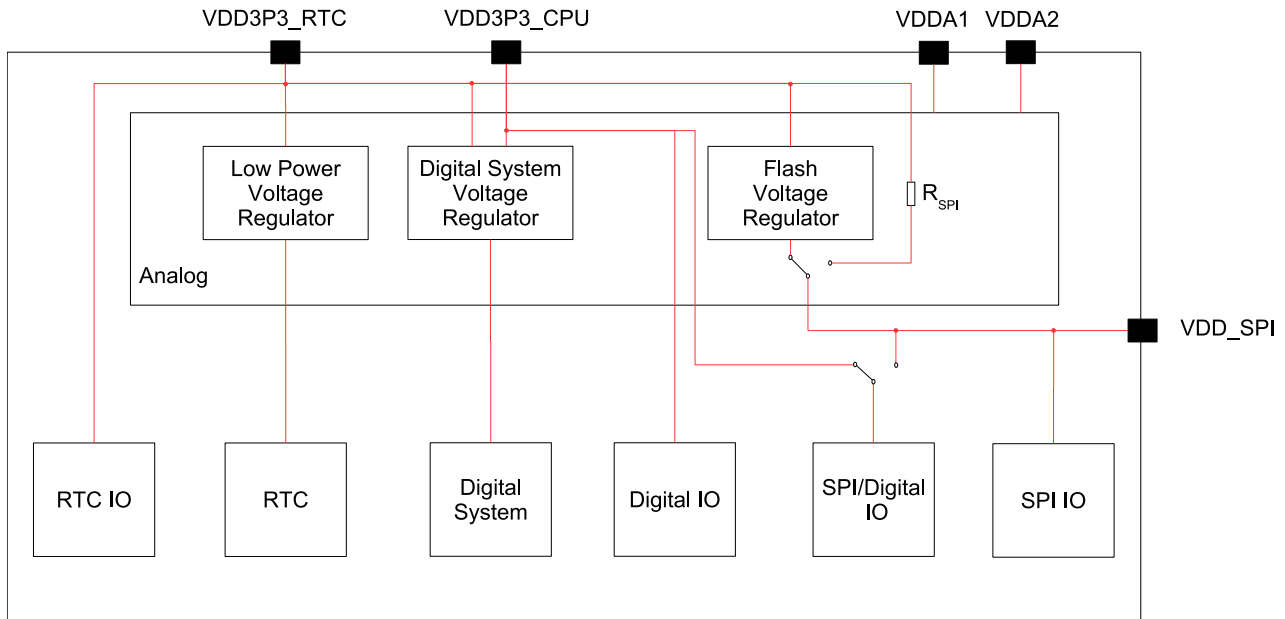 VDD3P3_RTC
VDD3P3_CPU
VDDA1
VDDA2
Low Power
Voltage
Regulator
Digital System
Voltage
Regulator
Flash
Voltage
Regulator
RSPI
Analog
VDD_SPI
RTC IO
RTC
Digital
System
Digital IO
SPI/Digital
IO
SPI IO